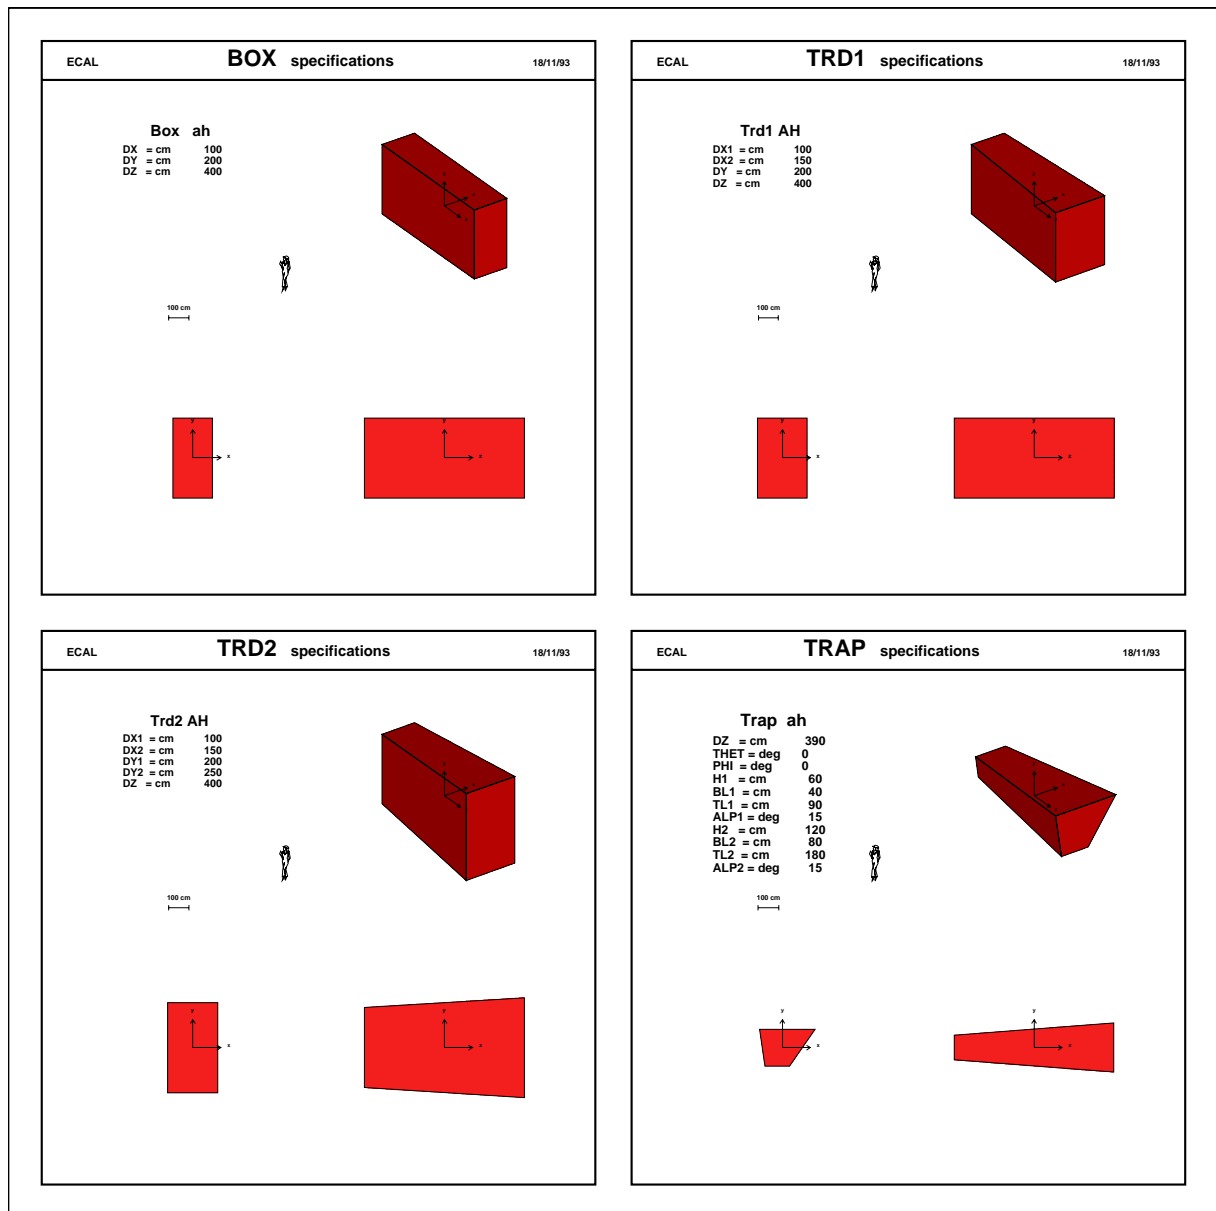 ECAL BOX specifications 18/11/93
Box ah
DX = cm 100
DY = cm 200
DZ = cm 400
100 cm
y
x
y
z
ECAL TRD1 specifications 18/11/93
Trd1 AH
DX1 = cm 100
DX2 = cm 150
DY = cm 200
DZ = cm 400
100 cm
y
x
y
z
ECAL TRD2 specifications 18/11/93
Trd2 AH
DX1 = cm 100
DX2 = cm 150
DY1 = cm 200
DY2 = cm 250
DZ = cm 400
100 cm
y
x
y
z
ECAL TRAP specifications 18/11/93
Trap ah
DZ = cm 390
THET = deg 0
PHI = deg 0
H1 = cm 60
BL1 = cm 40
TL1 = cm 90
ALP1 = deg 15
H2 = cm 120
BL2 = cm 80
TL2 = cm 180
ALP2 = deg 15
100 cm
y
x
y
z